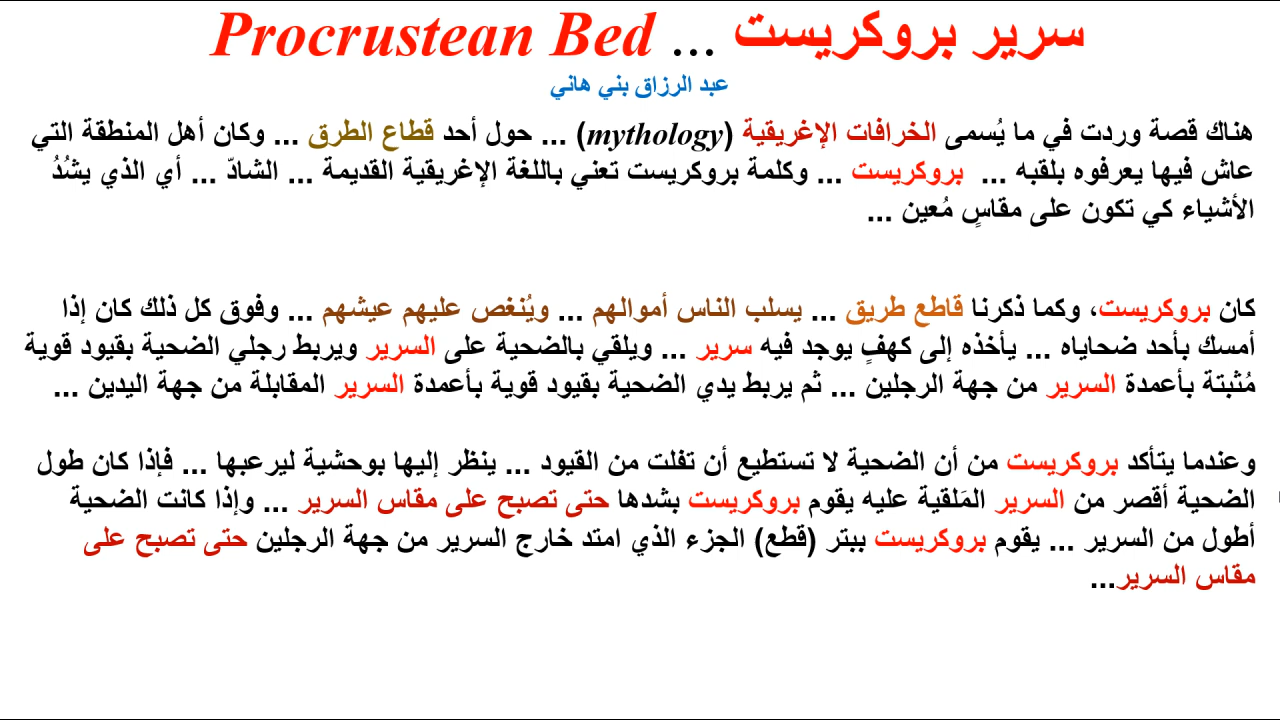 سرير بروكريست ... Procrustean Bed
عبد الرزاق بني هاني
هناك قصة وردت في ما يُسمى الخرافات الإغريقية (mythology) ... حول أحد قطاع الطرق ... وكان أهل المنطقة التي
عاش فيها يعرفوه بلقبه ... بروكريست ... وكلمة بروكريست تعني باللغة الإغريقية القديمة ... الشادّ ... أي الذي يشُدُ
الأشياء كي تكون على مقاسٍ مُعين ...
كان بروكريست، وكما ذكرنا قاطع طريق ... يسلب الناس أموالهم ... ويُنغص عليهم عيشهم ... وفوق كل ذلك كان إذا
أمسك بأحد ضحاياه ... يأخذه إلى كهفٍ يوجد فيه سرير ... ويلقي بالضحية على السرير ويربط رجلي الضحية بقيود قوية
مُثبتة بأعمدة السرير من جهة الرجلين ... ثم يربط يدي الضحية بقيود قوية بأعمدة السرير المقابلة من جهة اليدين ...
وعندما يتأكد بروكريست من أن الضحية لا تستطيع أن تفلت من القيود ... ينظر إليها بوحشية ليرعبها ... فإذا كان طول
الضحية أقصر من السرير المَلقية عليه يقوم بروكريست بشدها حتى تصبح على مقاس السرير ... وإذا كانت الضحية
أطول من السرير ... يقوم بروكريست ببتر (قطع) الجزء الذي امتد خارج السرير من جهة الرجلين حتى تصبح على
مقاس السرير...